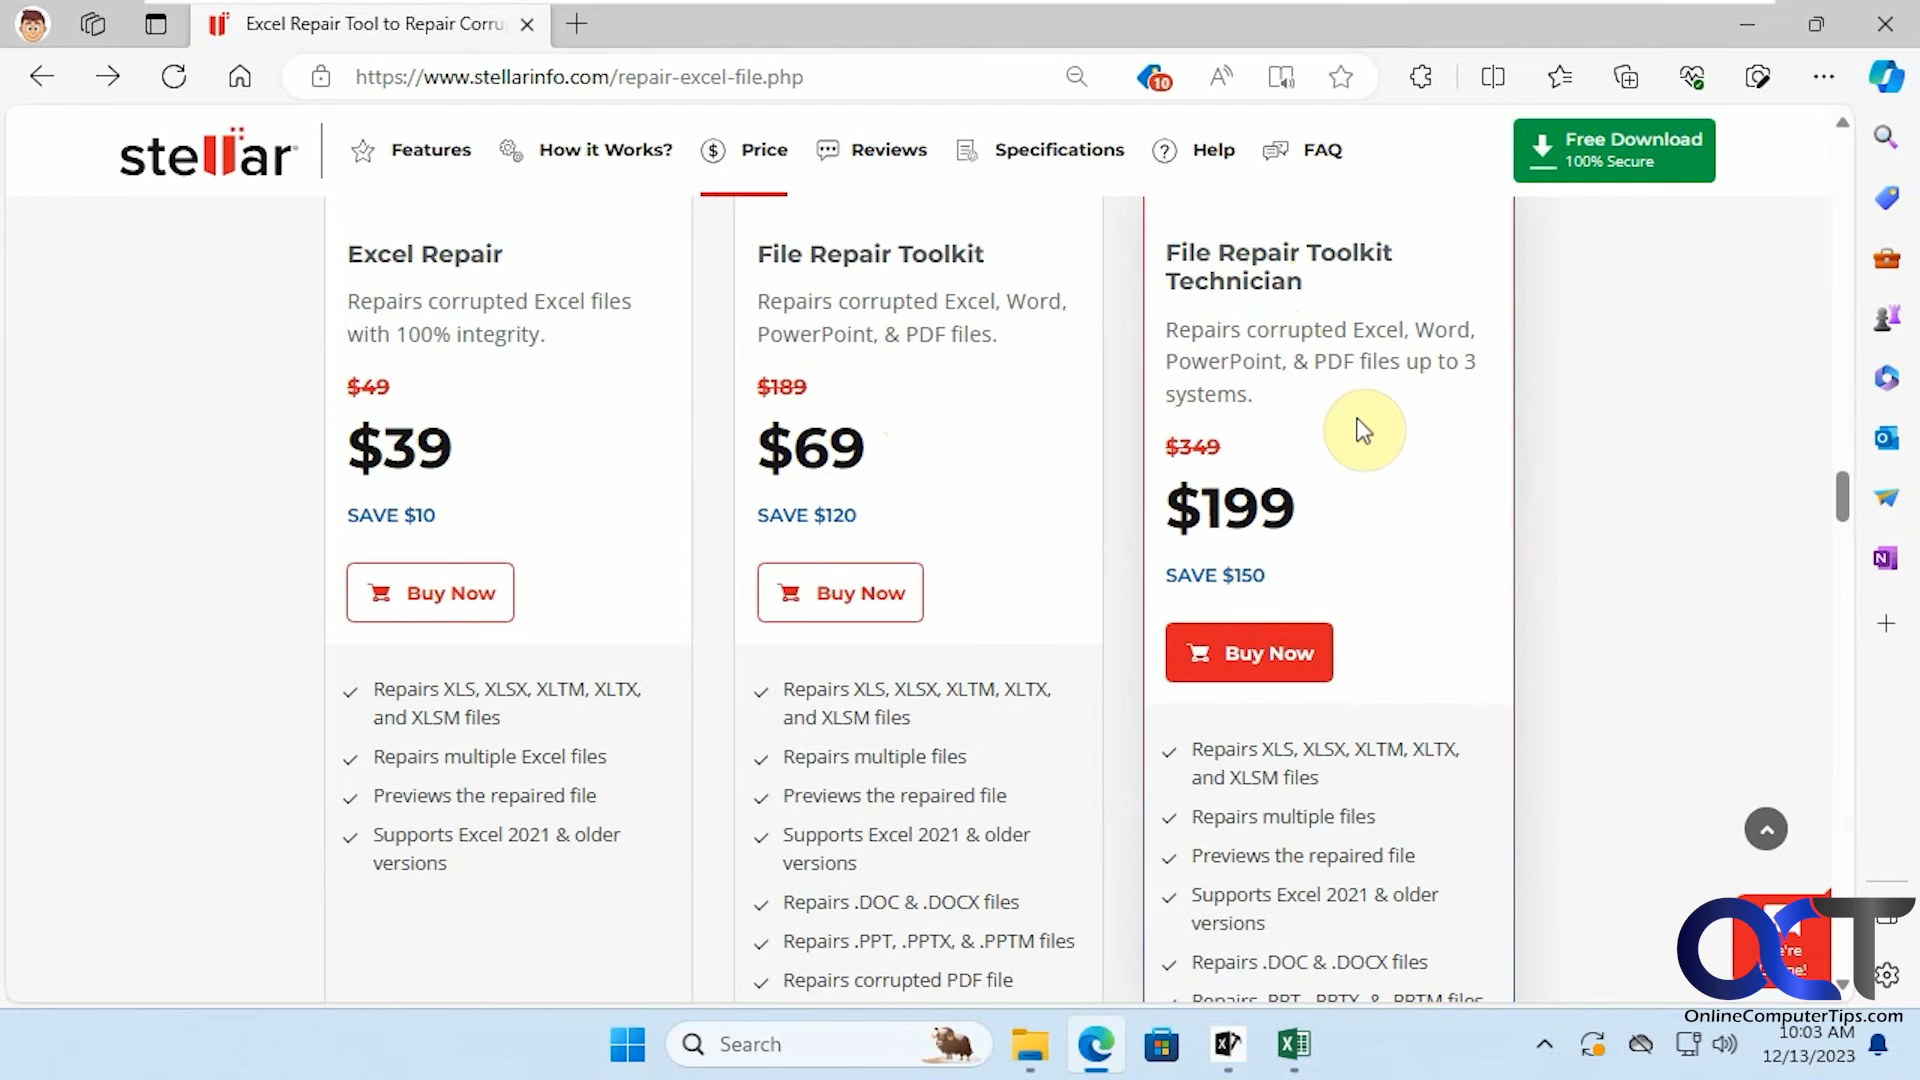 Excel Repair Tool to Repair Corru
https://www.stellarinfo.com/repair-excel-file.php
10
stellar
Features
How it Works?
Price
Reviews
Specifications
Help
FAQ
Free Download
100% Secure
Excel Repair
Repairs corrupted Excel files
with 100% integrity.
$49
$39
SAVE $10
Buy Now
Repairs XLS, XLSX, XLTM, XLTX,
and XLSM files
Repairs multiple Excel files
Previews the repaired file
Supports Excel 2021 & older
versions
File Repair Toolkit
Repairs corrupted Excel, Word,
PowerPoint, & PDF files.
$189
$69
SAVE $120
Buy Now
Repairs XLS, XLSX, XLTM, XLTX,
and XLSM files
Repairs multiple files
Previews the repaired file
Supports Excel 2021 & older
versions
Repairs .DOC & .DOCX files
Repairs .PPT, .PPTX, & .PPTM files
Repairs corrupted PDF file
File Repair Toolkit
Technician
Repairs corrupted Excel, Word,
PowerPoint, & PDF files up to 3
systems.
$349
$199
SAVE $150
Buy Now
Repairs XLS, XLSX, XLTM, XLTX,
and XLSM files
Repairs multiple files
Previews the repaired file
Supports Excel 2021 & older
versions
Repairs .DOC & .DOCX files
Repairs .PPT, .PPTX, & .PPTM files
OCT
OnlineComputerTips.com
Search
10:03 AM
12/13/2023